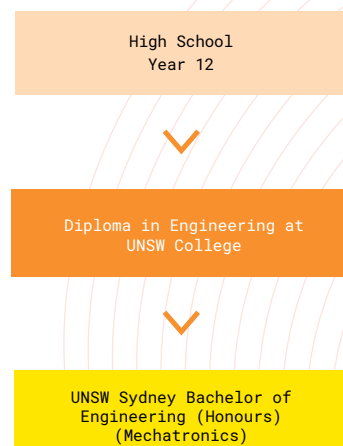 High School
Year 12
Diploma in Engineering at
UNSW College
UNSW Sydney Bachelor of
Engineering (Honours)
(Mechatronics)